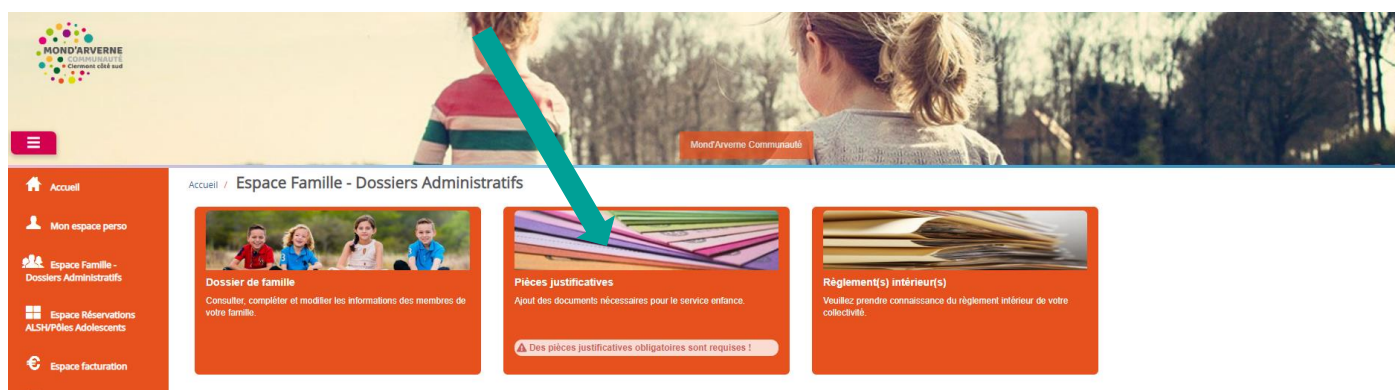 MOND'ARVERNE
COMMUNAUTÉ
Clermont côté sud
Mond'Arverne Communauté
Accueil
Mon espace perso
Espace Famille -
Dossiers Administratifs
Espace Réservations
ALSH/Pôles Adolescents
Espace facturation
Accueil / Espace Famille - Dossiers Administratifs
Dossier de famille
Consulter, compléter et modifier les informations des membres de
votre famille.
Pièces justificatives
Ajout des documents nécessaires pour le service enfance.
Des pièces justificatives obligatoires sont requises !
Règlement(s) intérieur(s)
Veuillez prendre connaissance du règlement intérieur de votre
collectivité.